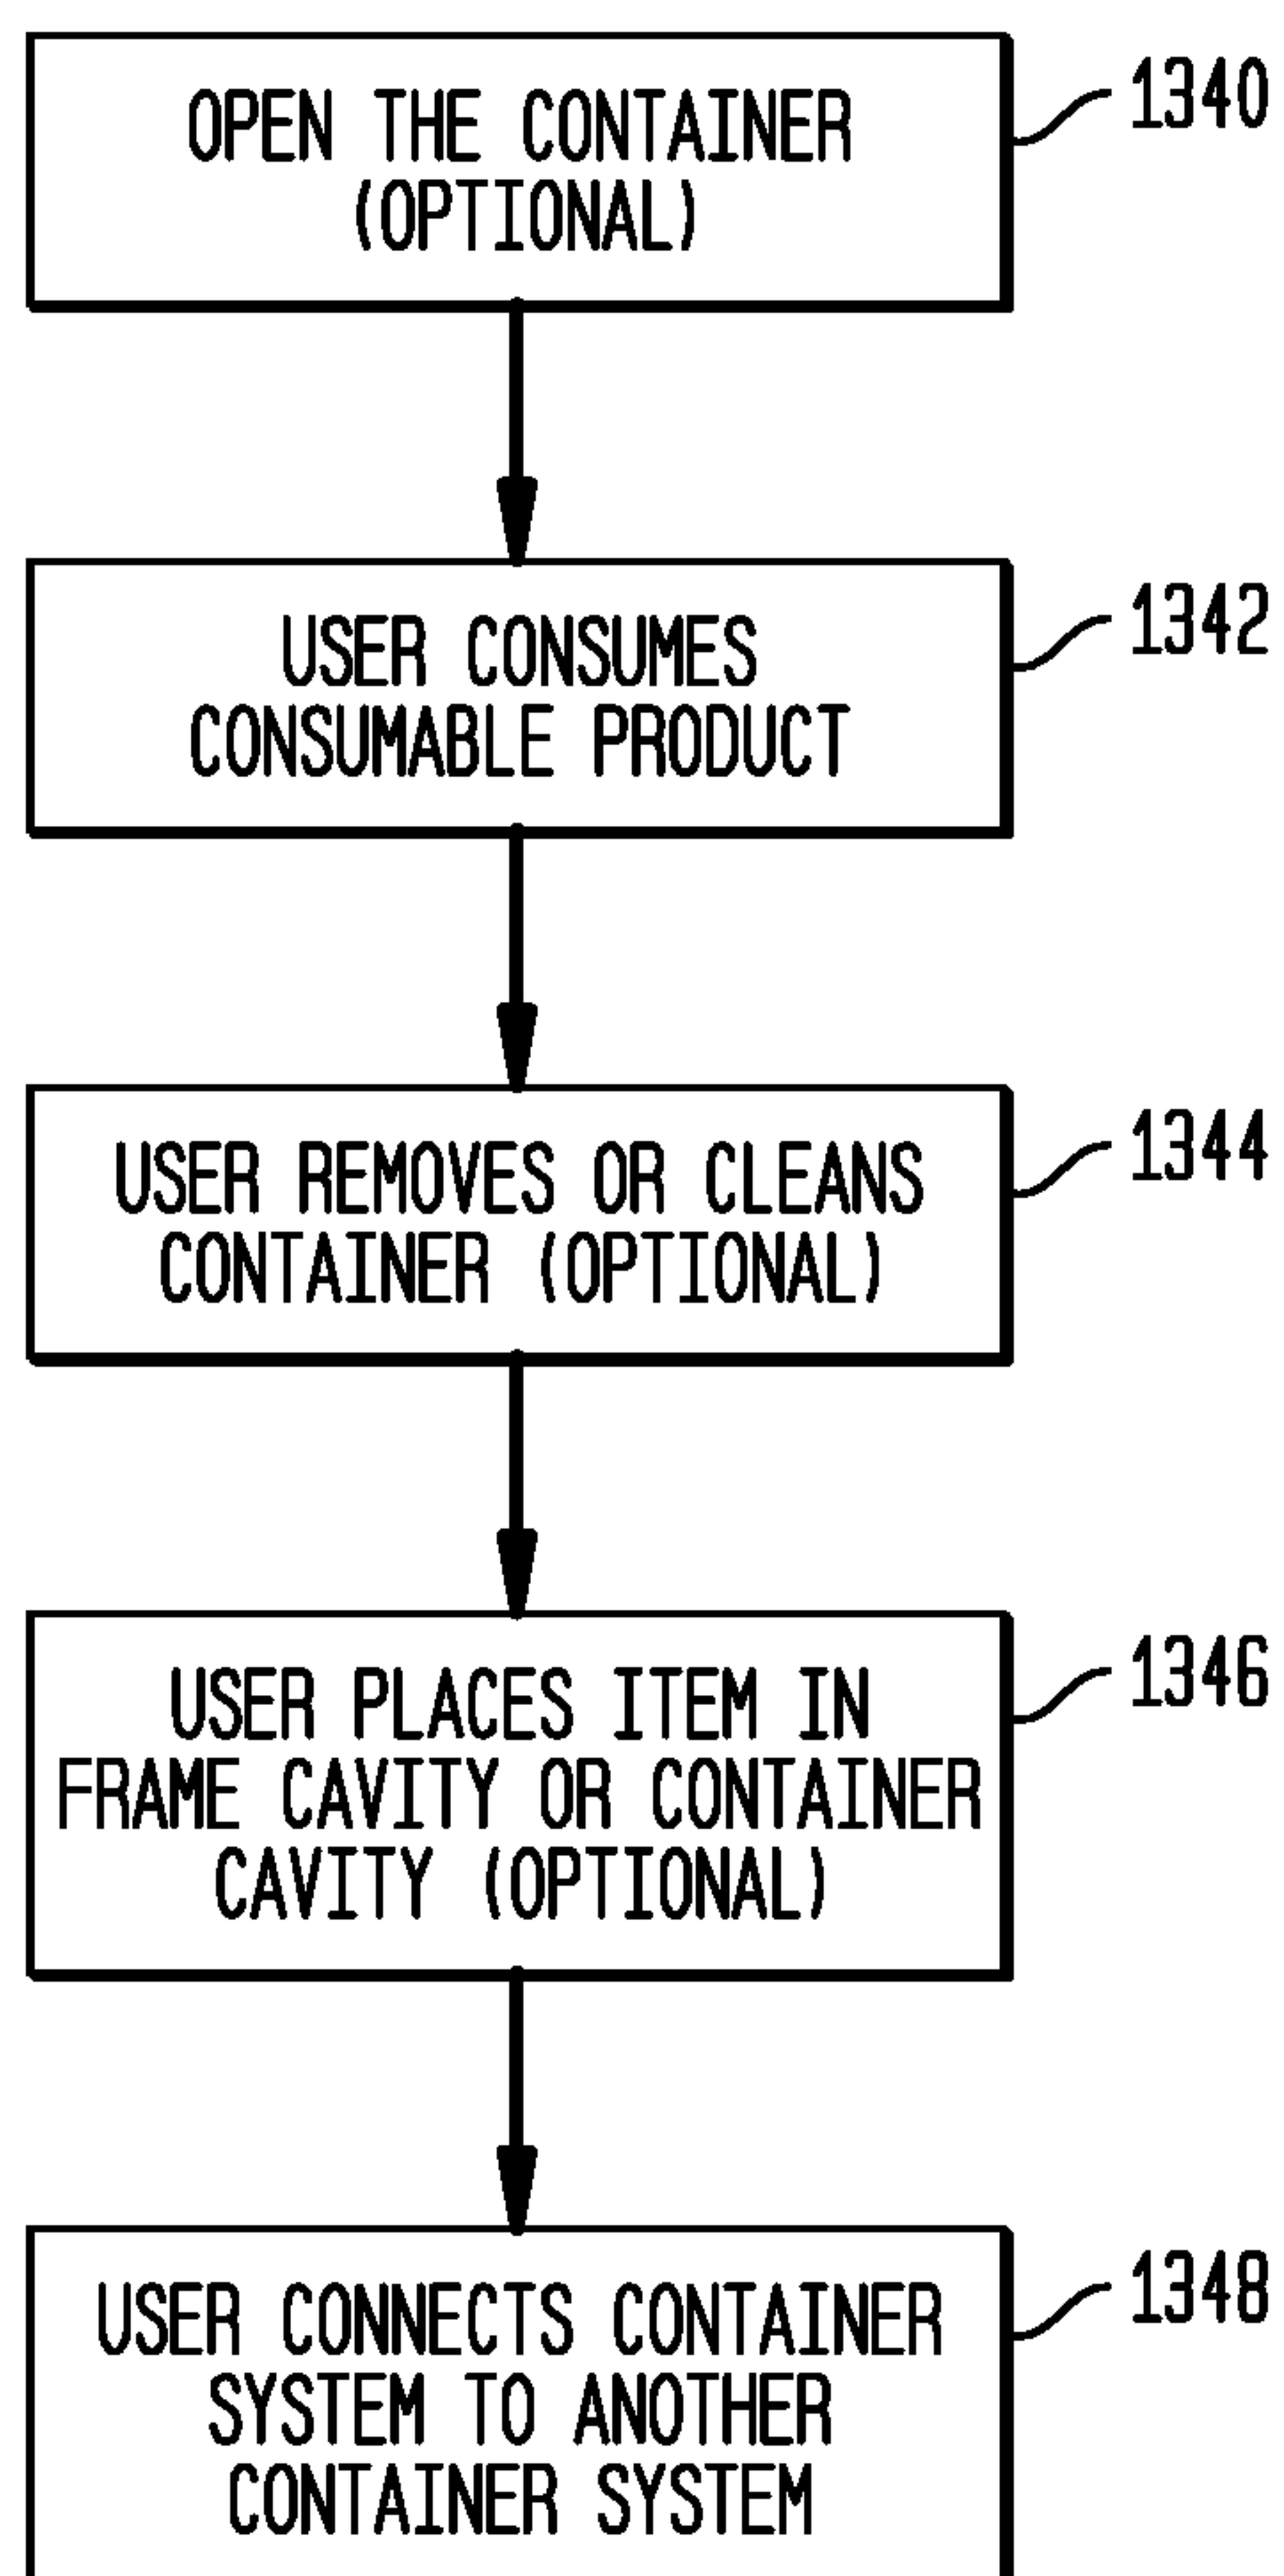 OPEN THE CONTAINER
(OPTIONAL)
1340
USER CONSUMES
CONSUMABLE PRODUCT
1342
USER REMOVES OR CLEANS
CONTAINER (OPTIONAL)
1344
USER PLACES ITEM IN
FRAME CAVITY OR CONTAINER
CAVITY (OPTIONAL)
1346
USER CONNECTS CONTAINER
SYSTEM TO ANOTHER
CONTAINER SYSTEM
1348